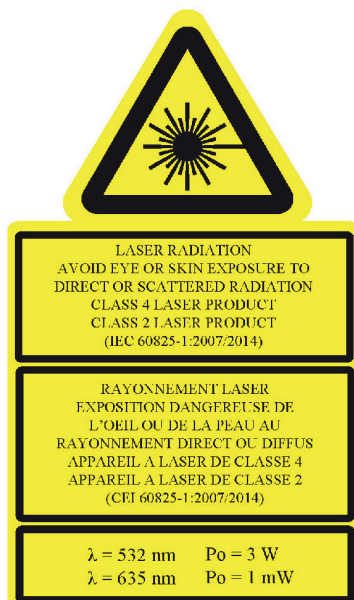 LASER RADIATION
AVOID EYE OR SKIN EXPOSURE TO
DIRECT OR SCATTERED RADIATION
CLASS 4 LASER PRODUCT
CLASS 2 LASER PRODUCT
(IEC 60825-1:2007/2014)
RAYONNEMENT LASER
EXPOSITION DANGEREUSE DE
L'OEIL OU DE LA PEAU AU
RAYONNEMENT DIRECT OU DIFFUS
APPAREIL A LASER DE CLASSE 4
APPAREIL A LASER DE CLASSE 2
(CEI 60825-1:2007/2014)
λ = 532 nm Po = 3 W
λ = 635 nm Po = 1 mW